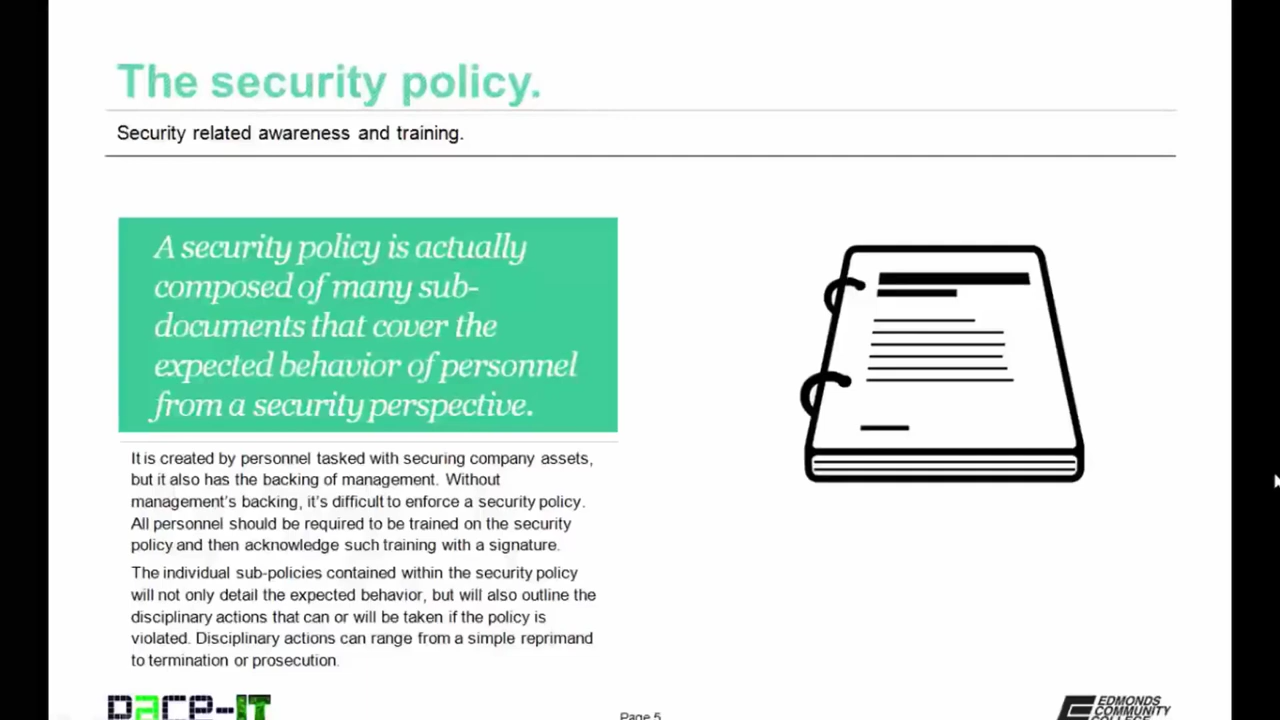 The security policy.
Security related awareness and training.
A security policy is actually
composed of many sub-
documents that cover the
expected behavior of personnel
from a security perspective.
It is created by personnel tasked with securing company assets,
but it also has the backing of management. Without
management's backing, it's difficult to enforce a security policy.
All personnel should be required to be trained on the security
policy and then acknowledge such training with a signature.
The individual sub-policies contained within the security policy
will not only detail the expected behavior, but will also outline the
disciplinary actions that can or will be taken if the policy is
violated. Disciplinary actions can range from a simple reprimand
to termination or prosecution.
pace-IT
Page 5
EDMONDS
COMMUNITY
COLLEGE